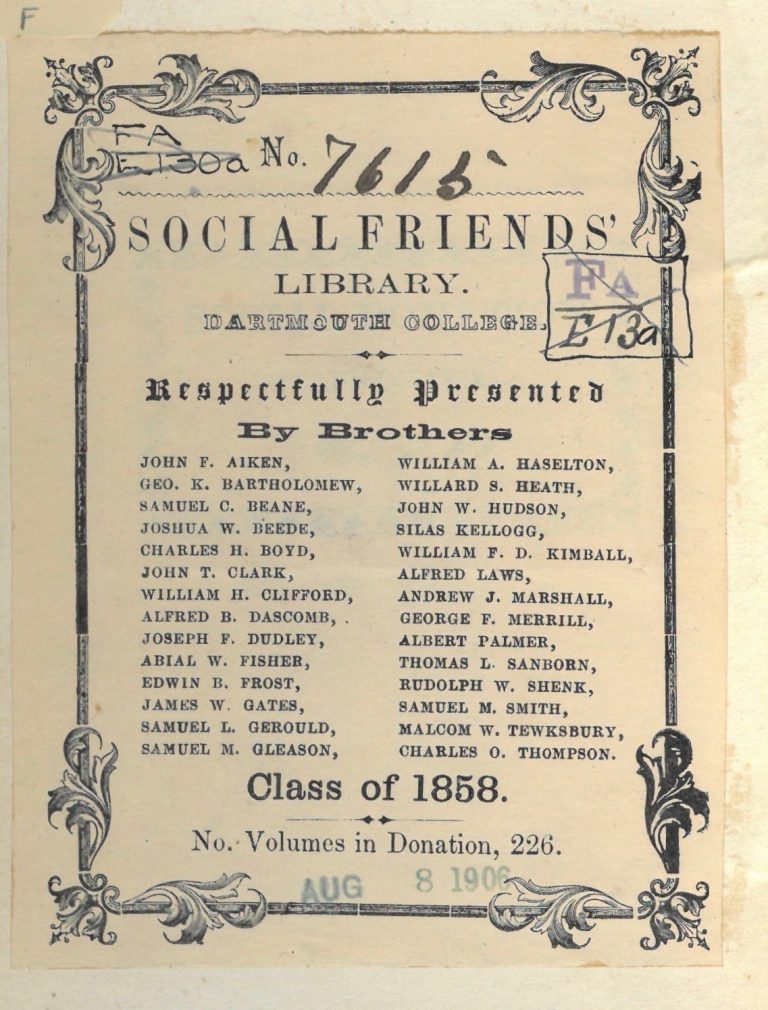 F
FA
E130a
No. 7615
SOCIAL FRIENDS'
LIBRARY.
DARTMOUTH COLLEGE.
FA
E13a
Respectfully Presented
By Brothers
JOHN F. AIKEN,
GEO. K. BARTHOLOMEW,
SAMUEL C. BEANE,
JOSHUA W. BEEDE,
CHARLES H. BOYD,
JOHN T. CLARK,
WILLIAM H. CLIFFORD,
ALFRED B. DASCOMB,
JOSEPH F. DUDLEY,
ABIAL W. FISHER,
EDWIN B. FROST,
JAMES W. GATES,
SAMUEL L. GEROULD,
SAMUEL M. GLEASON,
WILLIAM A. HASELTON,
WILLARD S. HEATH,
JOHN W. HUDSON,
SILAS KELLOGG,
WILLIAM F. D. KIMBALL,
ALFRED LAWS,
ANDREW J. MARSHALL,
GEORGE F. MERRILL,
ALBERT PALMER,
THOMAS L. SANBORN,
RUDOLPH W. SHENK,
SAMUEL M. SMITH,
MALCOM W. TEWKSBURY,
CHARLES O. THOMPSON.
Class of 1858.
No. Volumes in Donation, 226.
AUG 8 1906